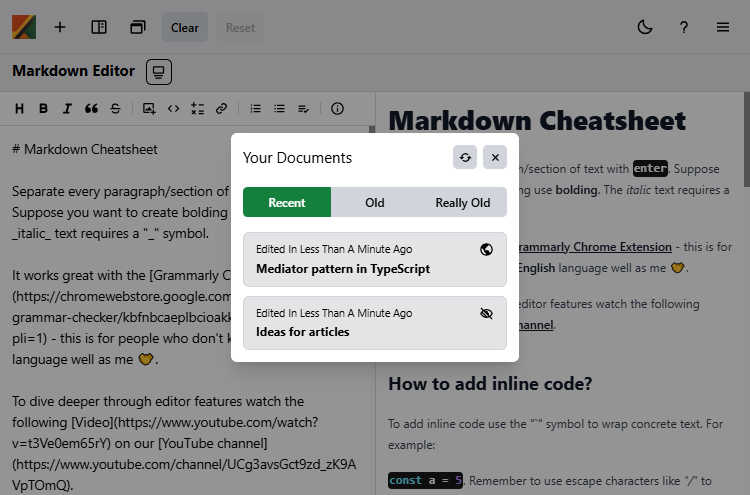 Clear
Reset
?
Markdown Editor
H B I
Markdown Cheatsheet
# Markdown Cheatsheet
Separate every paragraph/section of
Suppose you want to create bolding
_italic_ text requires a "_" symbol.
It works great with the [Grammarly C
(https://chromewebstore.google.com
grammar-checker/kbfnbcaeplbcioakk
pli=1) - this is for people who don't k
language well as me 🤝.
To dive deeper through editor features watch the
following [Video](https://www.youtube.com/watch?
v=t3Ve0em65rY) on our [YouTube channel]
(https://www.youtube.com/channel/UCg3avsGct9zd_zK9A
VpTOmQ).
Your Documents
Recent
Old
Really Old
Edited In Less Than A Minute Ago
Mediator pattern in TypeScript
Edited In Less Than A Minute Ago
Ideas for articles
/section of text with enter. Suppose
ng use bolding. The italic text requires a
rammarly Chrome Extension - this is for
English language well as me 🤝.
editor features watch the following
hannel.
How to add inline code?
To add inline code use the "`" symbol to wrap concrete text. For
example:
const a = 5. Remember to use escape characters like "/" to